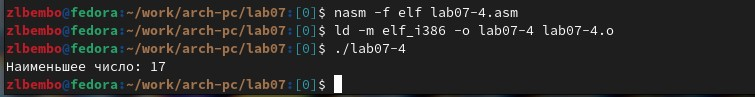 zlbembo@fedora:~/work/arch-pc/lab07:[0]$ nasm -f elf lab07-4.asm
zlbembo@fedora:~/work/arch-pc/lab07:[0]$ ld -m elf_i386 -o lab07-4 lab07-4.o
zlbembo@fedora:~/work/arch-pc/lab07:[0]$ ./lab07-4
Наименьшее число: 17
zlbembo@fedora:~/work/arch-pc/lab07:[0]$